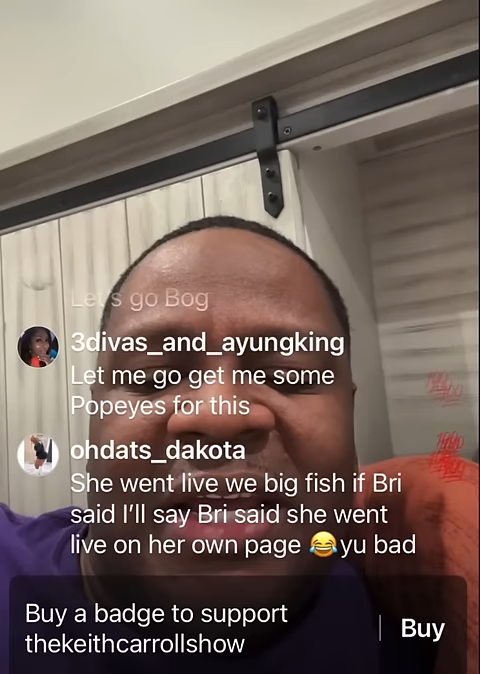 Let's go Bog
3divas_and_ayungking
Let me go get me some
Popeyes for this
ohdats_dakota
She went live we big fish if Bri
said I’ll say Bri said she went
live on her own page 😂yu bad
Buy a badge to support
thekeithcarrollshow
Buy